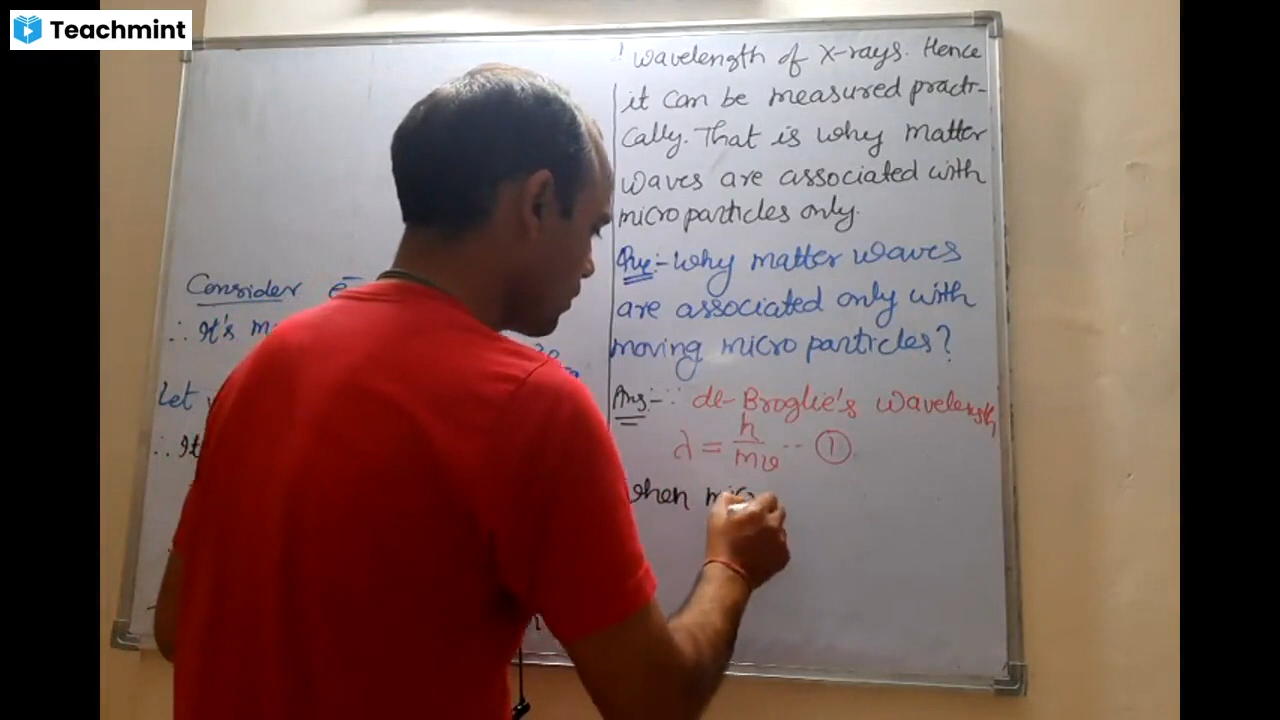 Teachmint
Consider e⁻
∴ It's m
Let
∴ It
wavelength of X-rays. Hence
it can be measured practi-
cally. That is why matter
waves are associated with
micro particles only.
Que:- Why matter waves
are associated only with
moving micro particles?
Ans:- ∵ de-Broglie's wavelength
λ = h/mv -- ①
when mic